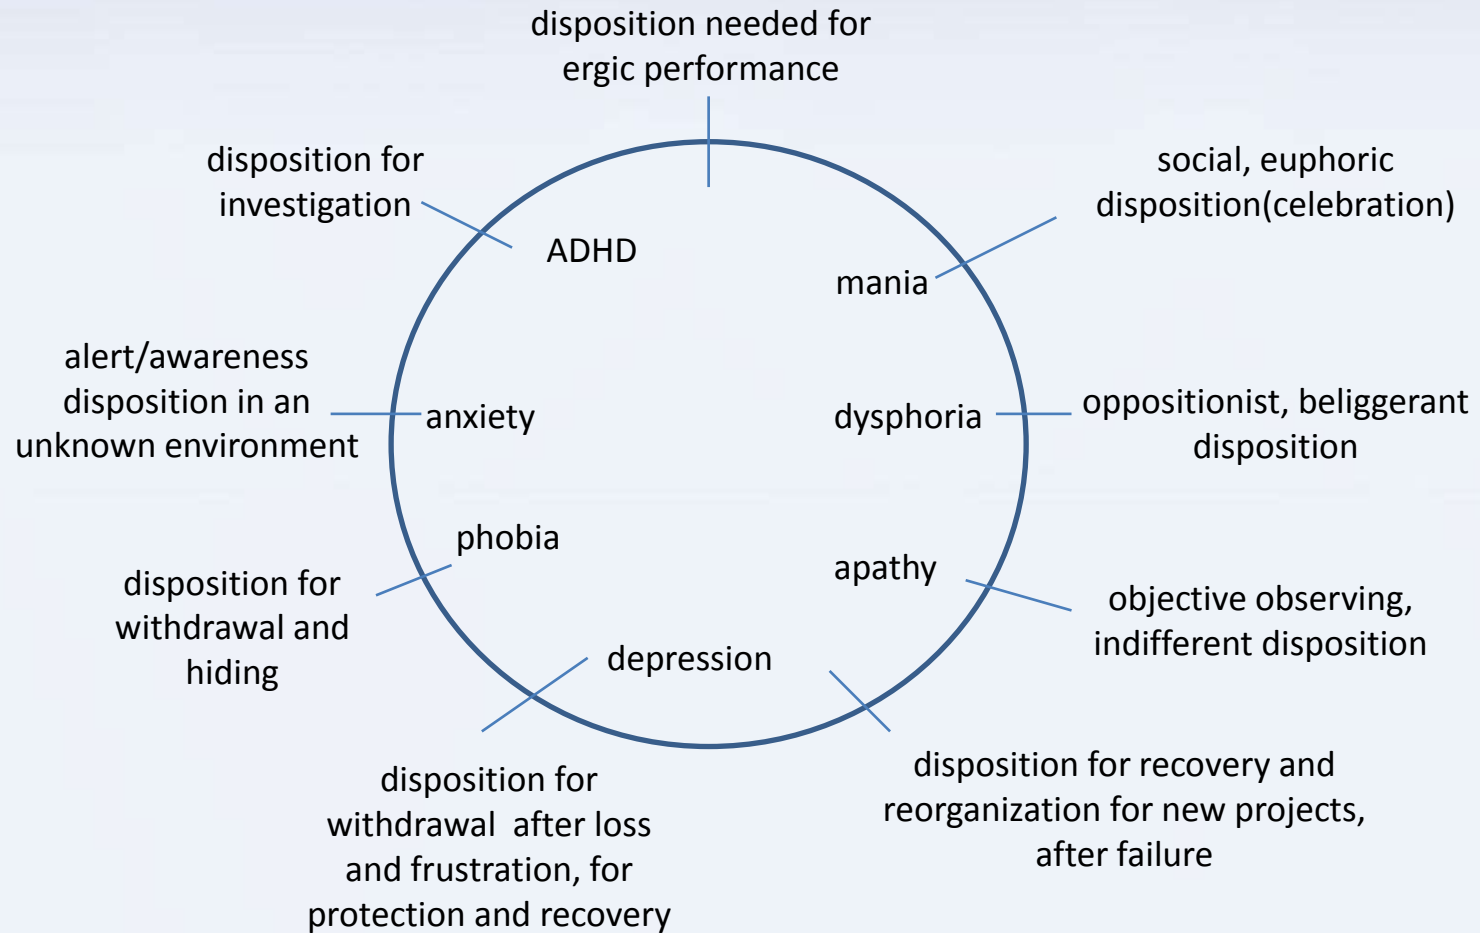 disposition needed for
ergic performance
disposition for
investigation
social, euphoric
disposition(celebration)
ADHD
mania
alert/awareness
disposition in an
unknown environment
anxiety
dysphoria
oppositionist, beliggerant
disposition
phobia
apathy
disposition for
withdrawal and
hiding
objective observing,
indifferent disposition
depression
disposition for
withdrawal after loss
and frustration, for
protection and recovery
disposition for recovery and
reorganization for new projects,
after failure